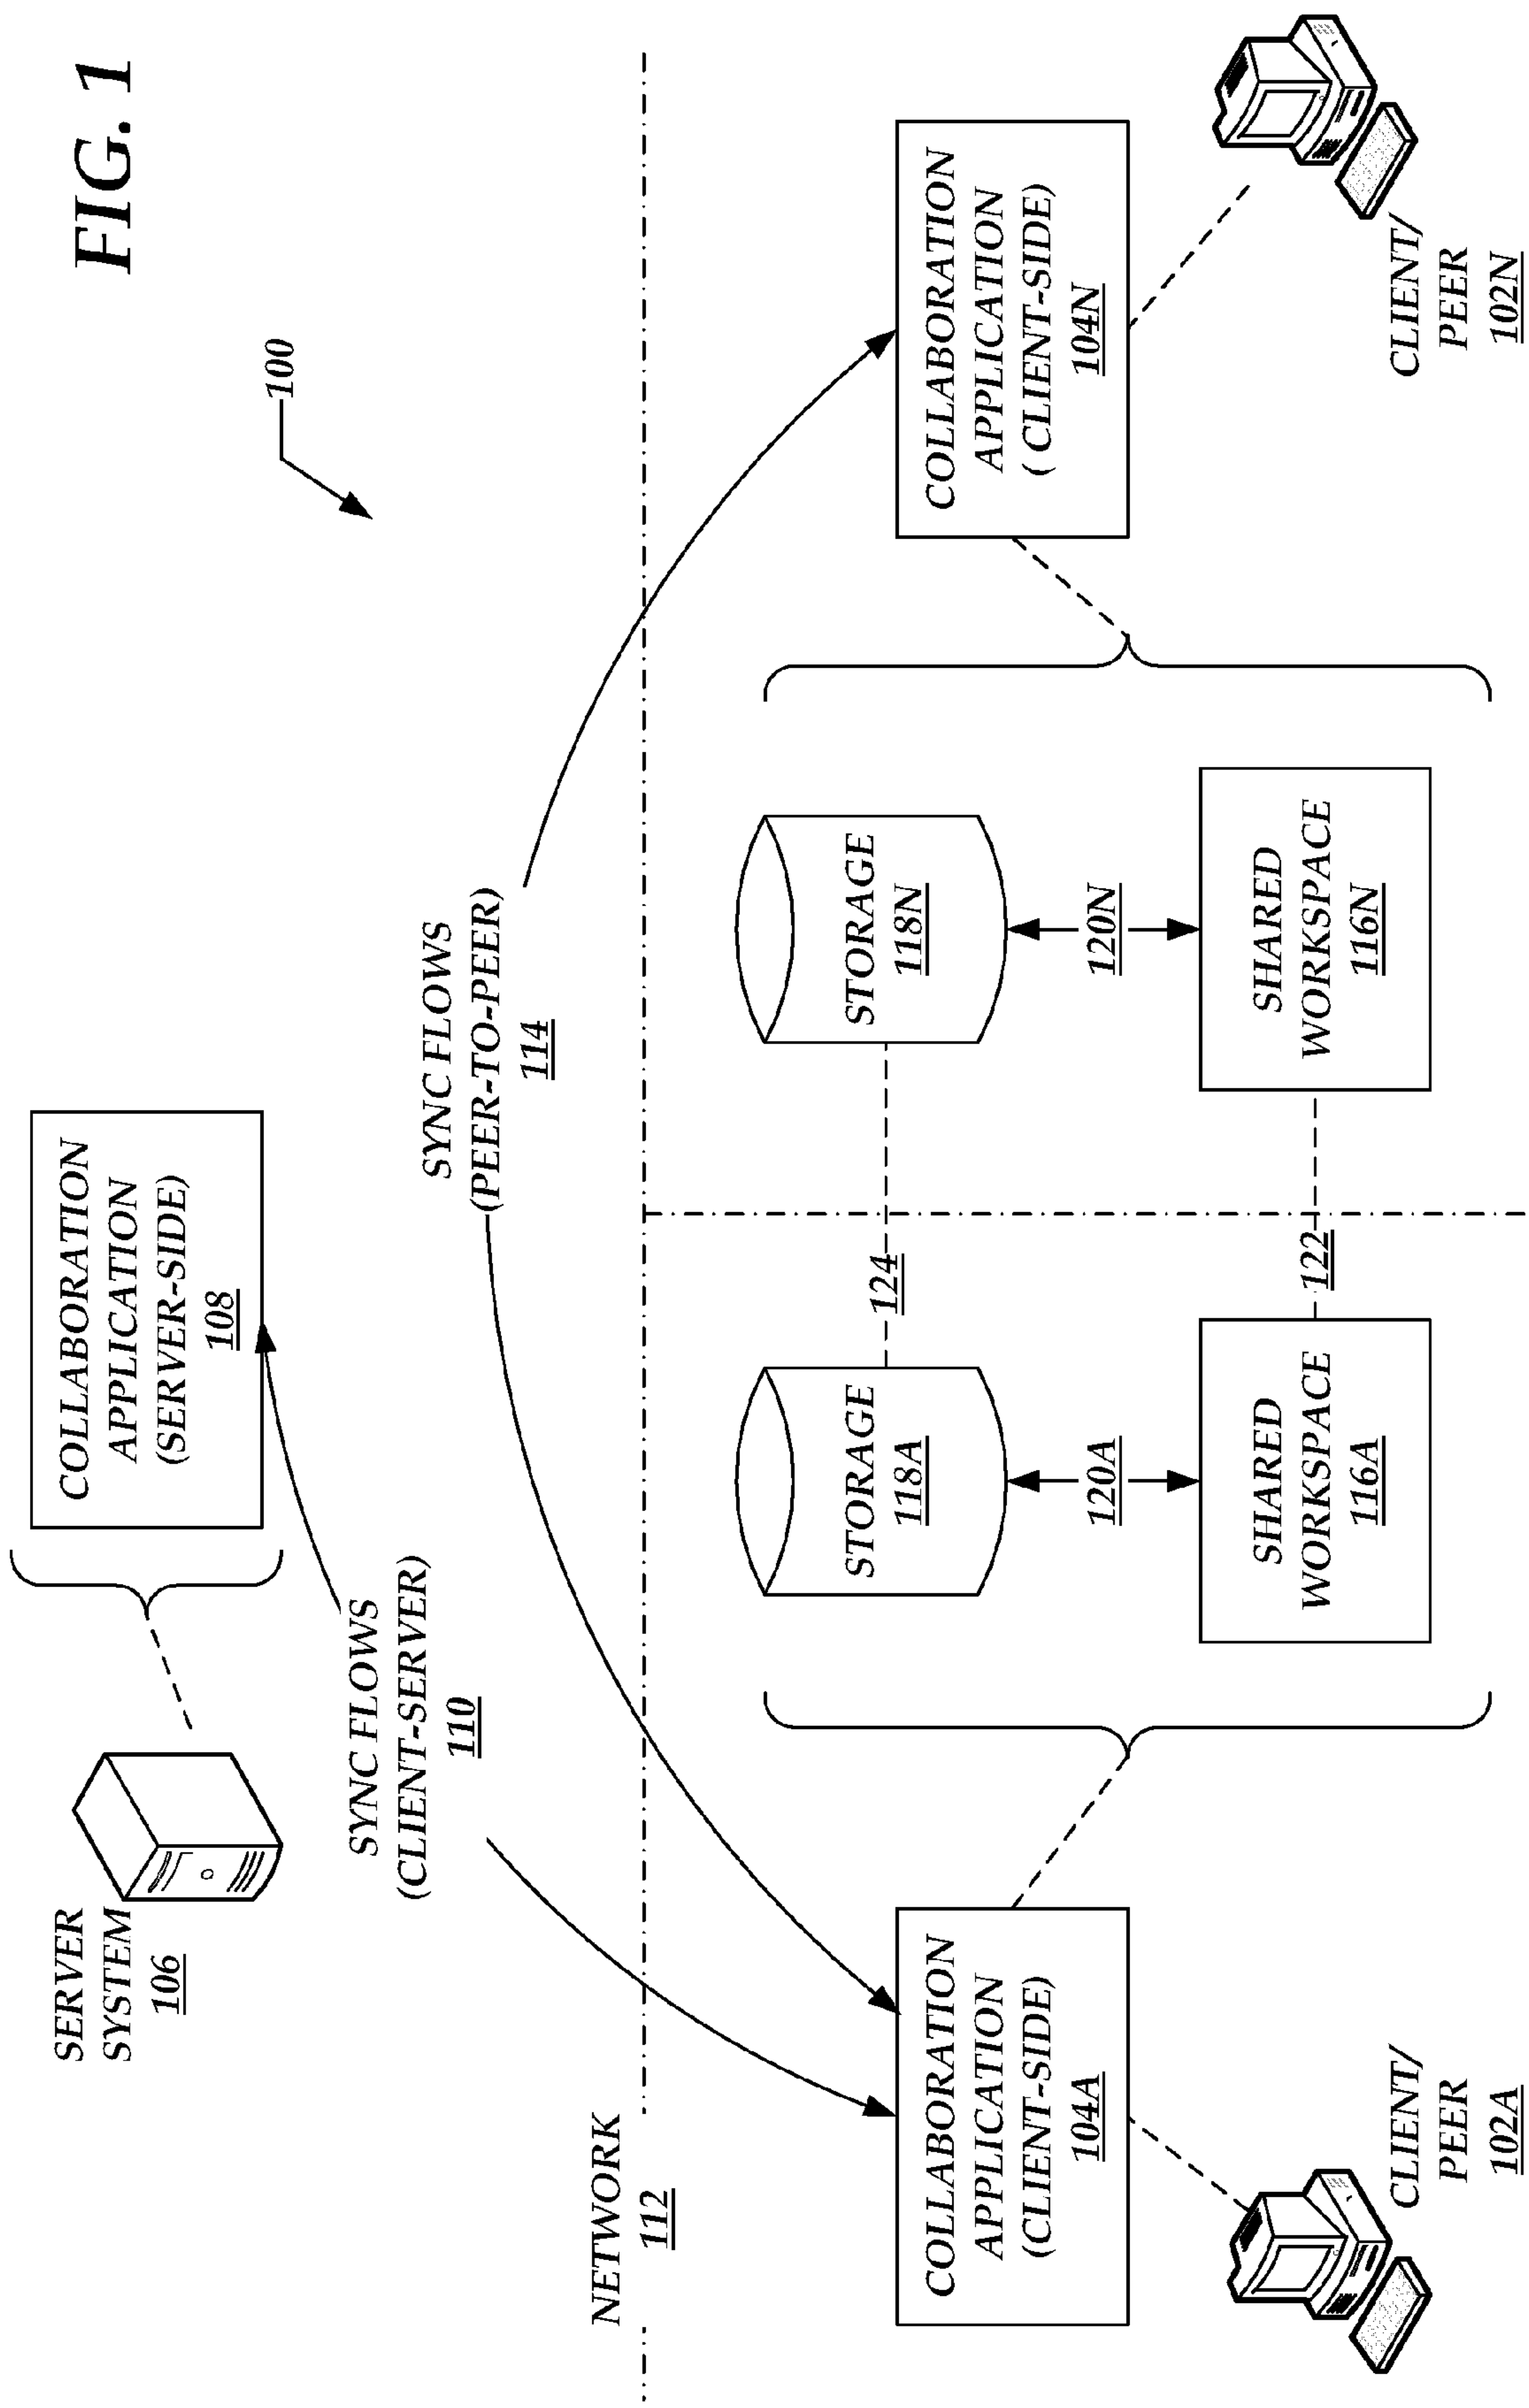 FIG. 1
100
SERVER
SYSTEM
106
COLLABORATION
APPLICATION
(SERVER-SIDE)
108
SYNC FLOWS
(CLIENT-SERVER)
110
SYNC FLOWS
(PEER-TO-PEER)
114
NETWORK
112
COLLABORATION
APPLICATION
(CLIENT-SIDE)
104A
STORAGE
118A
124
STORAGE
118N
COLLABORATION
APPLICATION
( CLIENT-SIDE)
104N
120A
120N
SHARED
WORKSPACE
116A
122
SHARED
WORKSPACE
116N
CLIENT/
PEER
102A
CLIENT/
PEER
102N